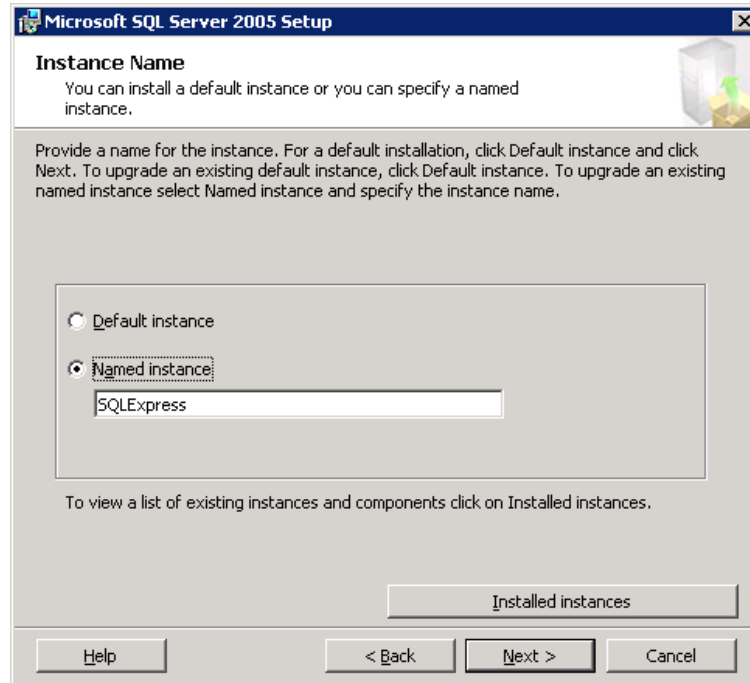 Microsoft SQL Server 2005 Setup
Instance Name
You can install a default instance or you can specify a named
instance.
Provide a name for the instance. For a default installation, click Default instance and click
Next. To upgrade an existing default instance, click Default instance. To upgrade an existing
named instance select Named instance and specify the instance name.
Default instance
Named instance
SQLExpress
To view a list of existing instances and components click on Installed instances.
Installed instances
Help
< Back
Next >
Cancel